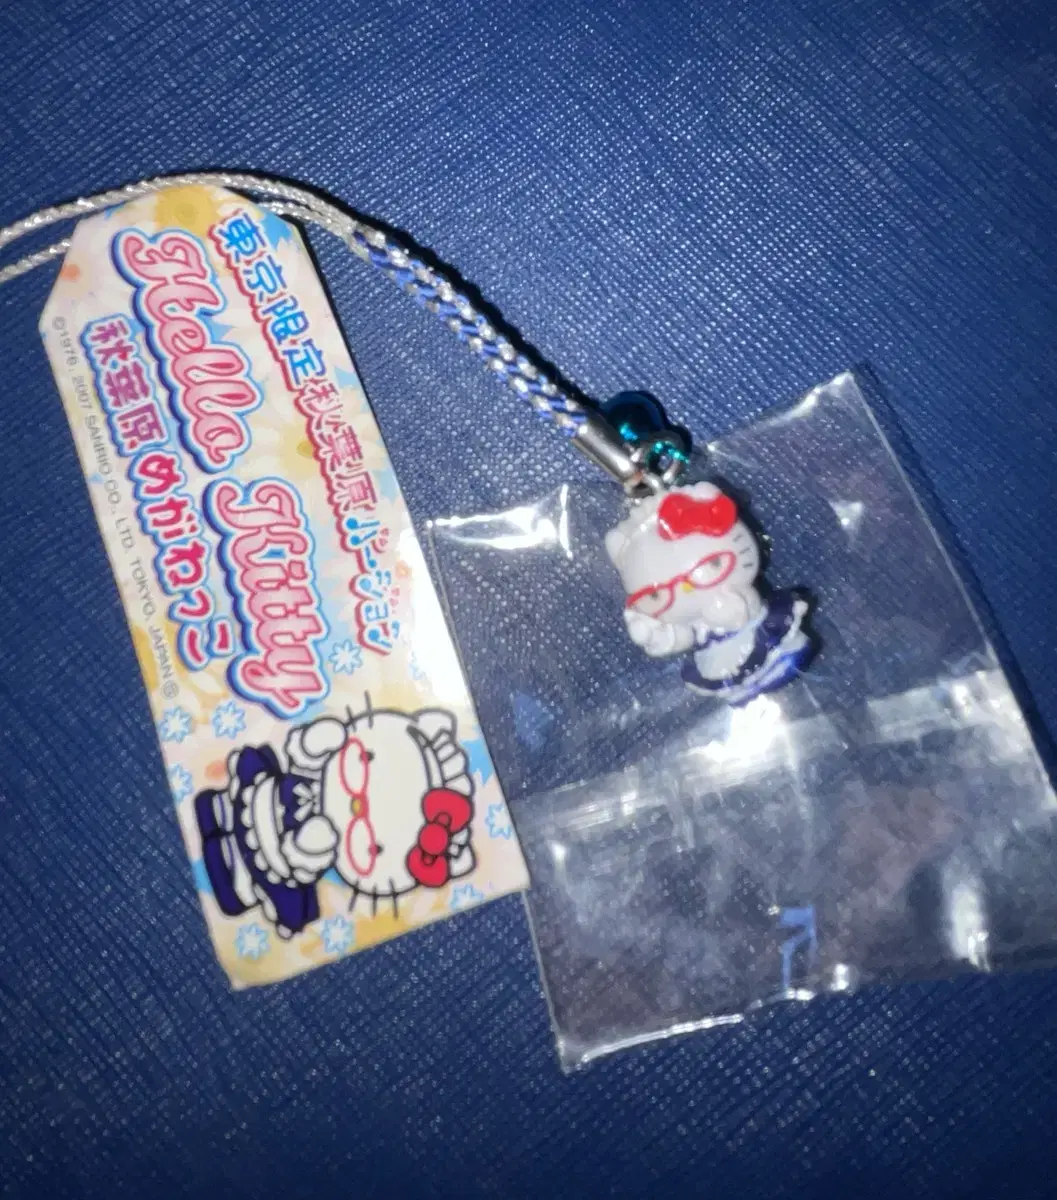 東京限定秋葉原バージョン
Hello Kitty
秋葉原めがねっこ
©1976, 2007 SANRIO CO., LTD. TOKYO, JAPAN Ⓢ